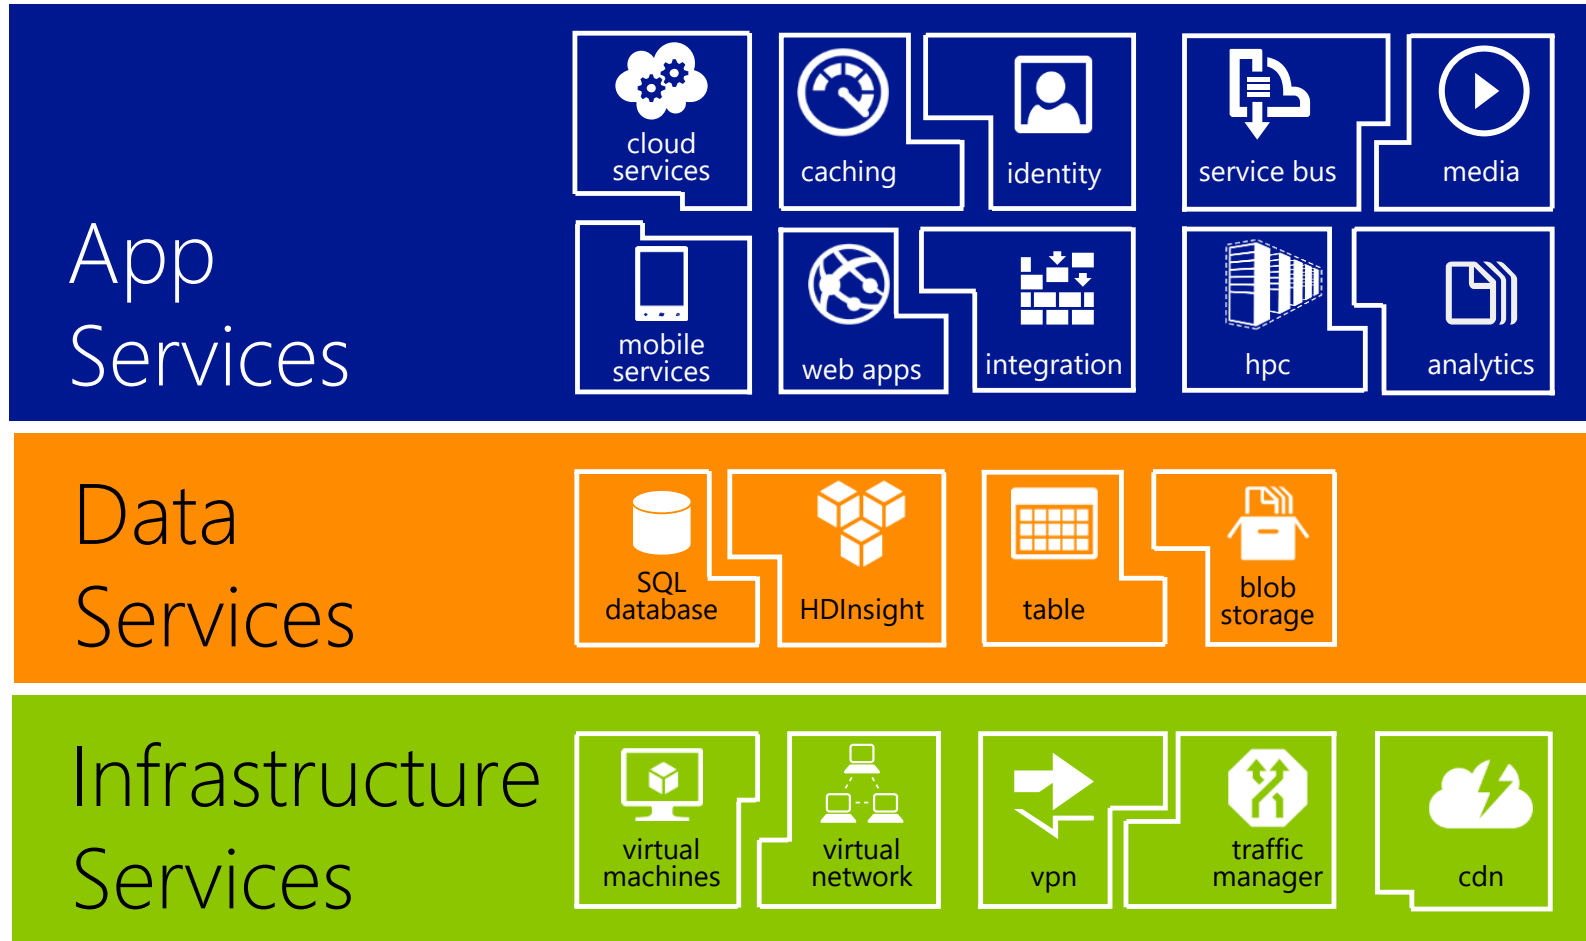 App
Services
cloud
services
caching
identity
service bus
media
mobile
services
web apps
integration
hpc
analytics
Data
Services
SQL
database
HDInsight
table
blob
storage
Infrastructure
Services
virtual
machines
virtual
network
vpn
traffic
manager
cdn